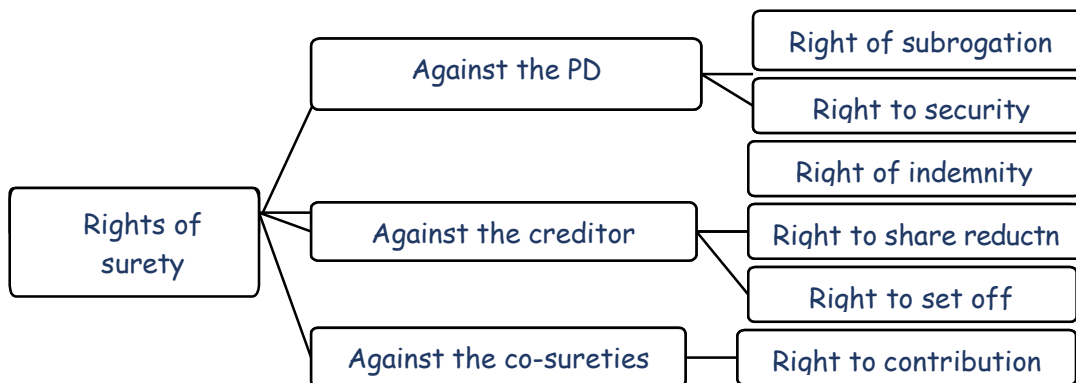 Rights of
surety
Against the PD
Right of subrogation
Right to security
Right of indemnity
Against the creditor
Right to share reductn
Right to set off
Against the co-sureties
Right to contribution